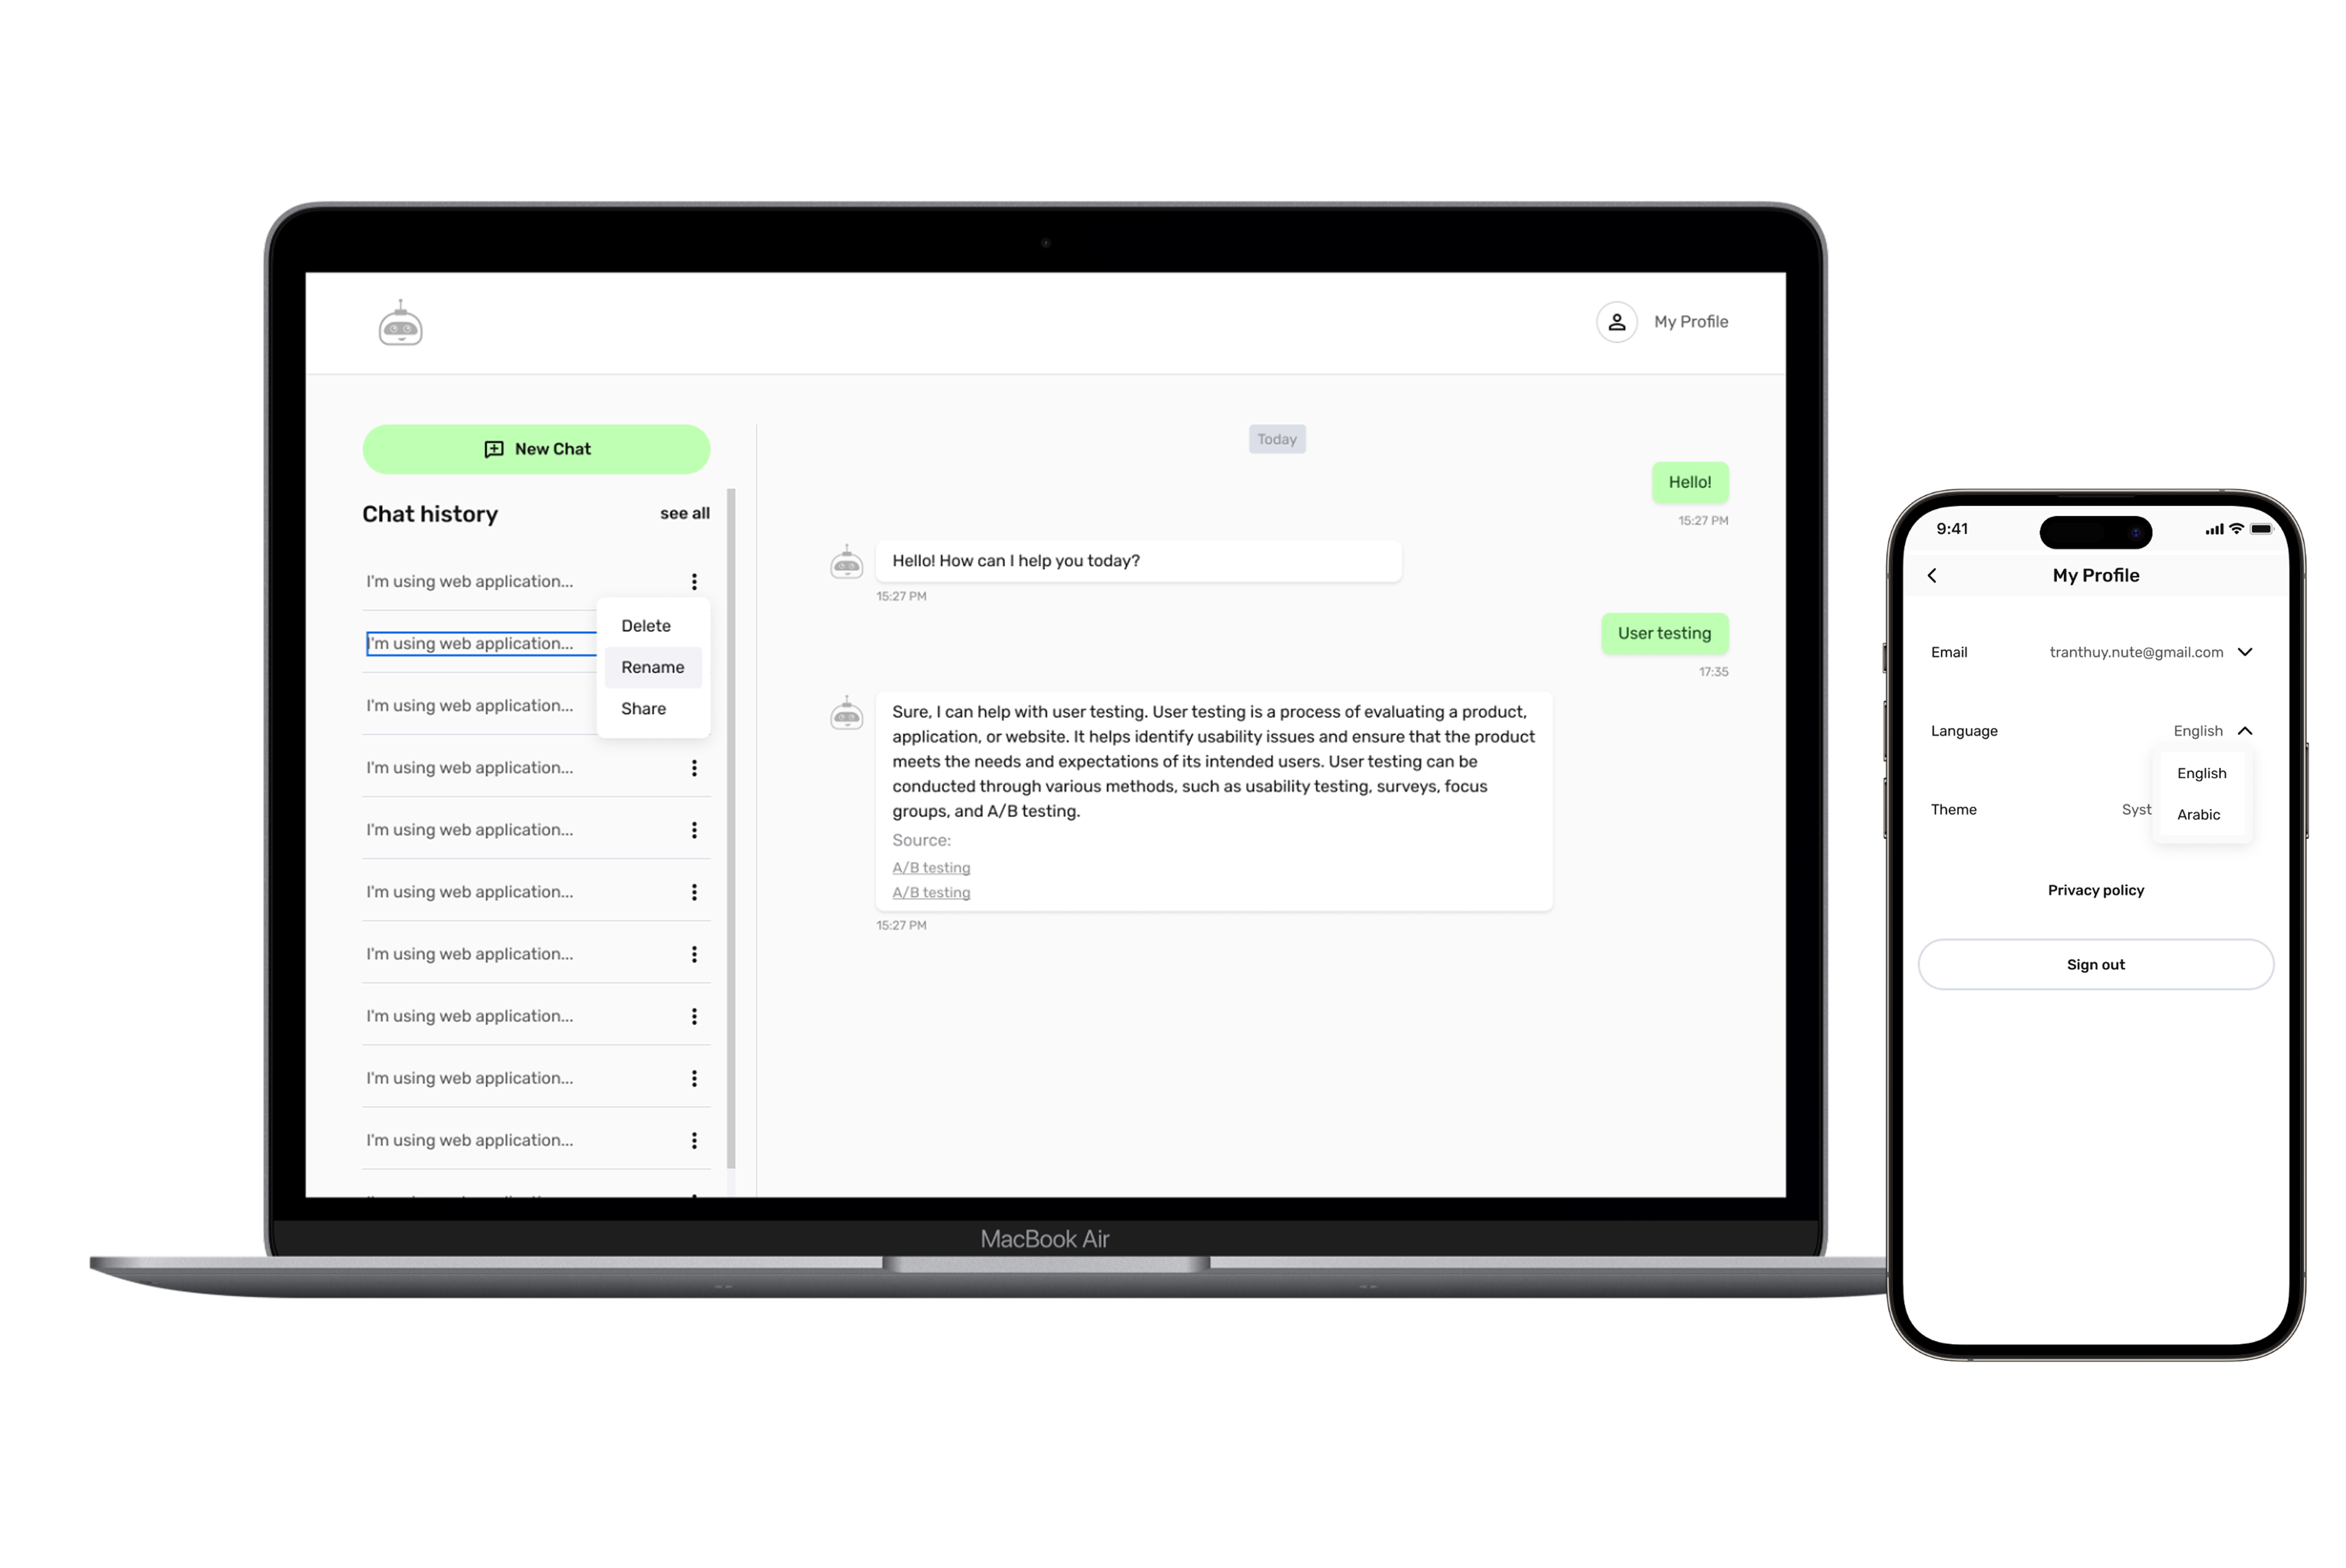 My Profile
New Chat
Chat history
see all
I'm using web application...
Delete
Rename
Share
I'm using web application...
I'm using web application...
I'm using web application...
I'm using web application...
I'm using web application...
I'm using web application...
I'm using web application...
I'm using web application...
I'm using web application...
Today
Hello!
15:27 PM
Hello! How can I help you today?
15:27 PM
User testing
17:35
Sure, I can help with user testing. User testing is a process of evaluating a product,
application, or website. It helps identify usability issues and ensure that the product
meets the needs and expectations of its intended users. User testing can be
conducted through various methods, such as usability testing, surveys, focus
groups, and A/B testing.
Source:
A/B testing
A/B testing
15:27 PM
MacBook Air
9:41
My Profile
Email tranthuy.nute@gmail.com
Language English
English
Theme Syst
Arabic
Privacy policy
Sign out